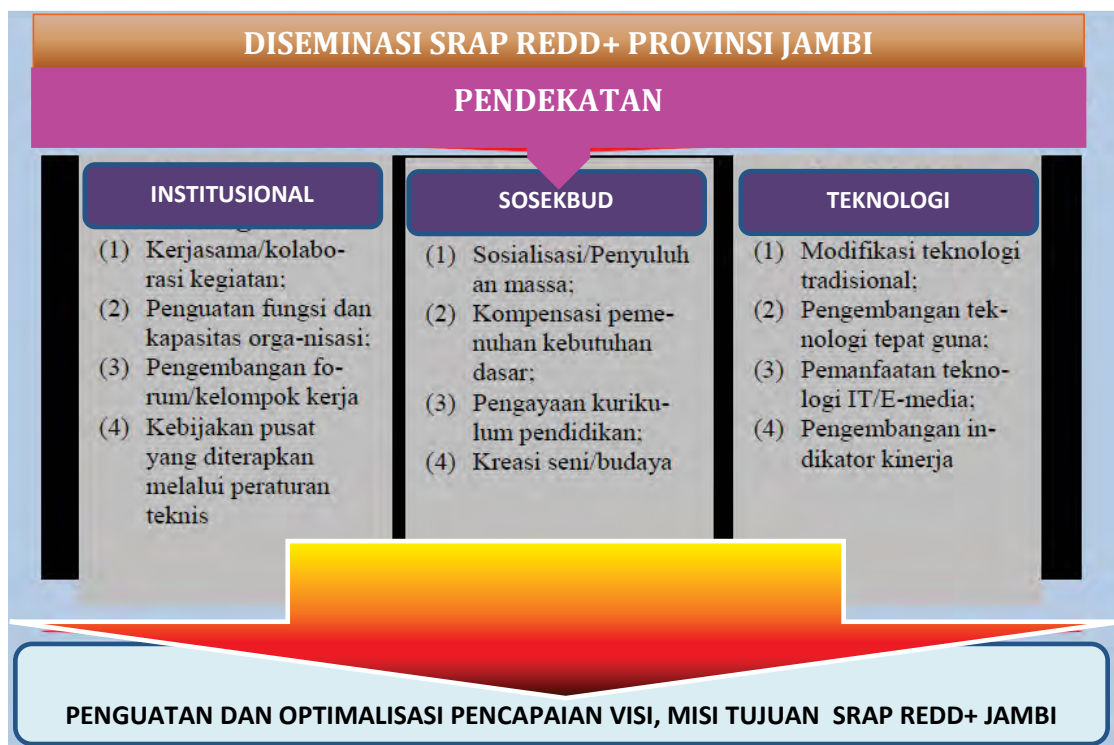 DISEMINASI SRAP REDD+ PROVINSI JAMBI
PENDEKATAN
INSTITUSIONAL
(1) Kerjasama/kolabo-
rasi kegiatan;
(2) Penguatan fungsi dan
kapasitas orga-nisasi;
(3) Pengembangan fo-
rum/kelompok kerja
(4) Kebijakan pusat
yang diterapkan
melalui peraturan
teknis
SOSEKBUD
(1) Sosialisasi/Penyuluh
an massa;
(2) Kompensasi peme-
nuhan kebutuhan
dasar;
(3) Pengayaan kuriku-
lum pendidikan;
(4) Kreasi seni/budaya
TEKNOLOGI
(1) Modifikasi teknologi
tradisional;
(2) Pengembangan tek-
nologi tepat guna;
(3) Pemanfaatan tekno-
logi IT/E-media;
(4) Pengembangan in-
dikator kinerja
PENGUATAN DAN OPTIMALISASI PENCAPAIAN VISI, MISI TUJUAN SRAP REDD+ JAMBI